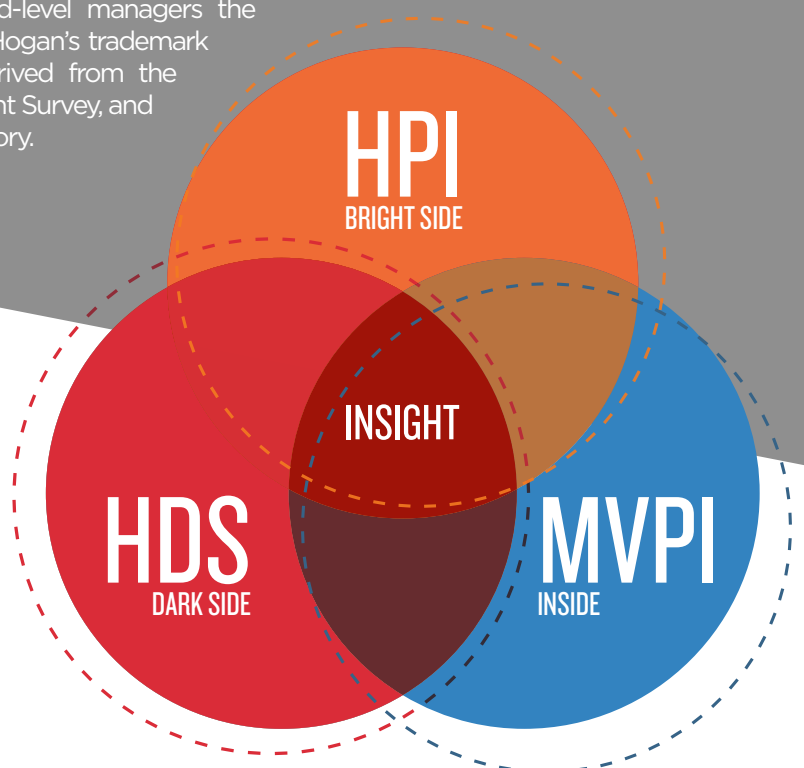 d-level managers the
Hogan's trademark
rived from the
nt Survey, and
ory.
HPI
BRIGHT SIDE
INSIGHT
HDS
DARK SIDE
MVPI
INSIDE